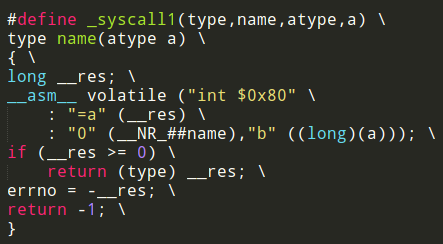 #define _syscall1(type,name,atype,a) \
type name(atype a) \
{ \
long __res; \
__asm__ volatile ("int $0x80" \
    : "=a" (__res) \
    : "0" (__NR_##name),"b" ((long)(a))); \
if (__res >= 0) \
    return (type) __res; \
errno = -__res; \
return -1; \
}